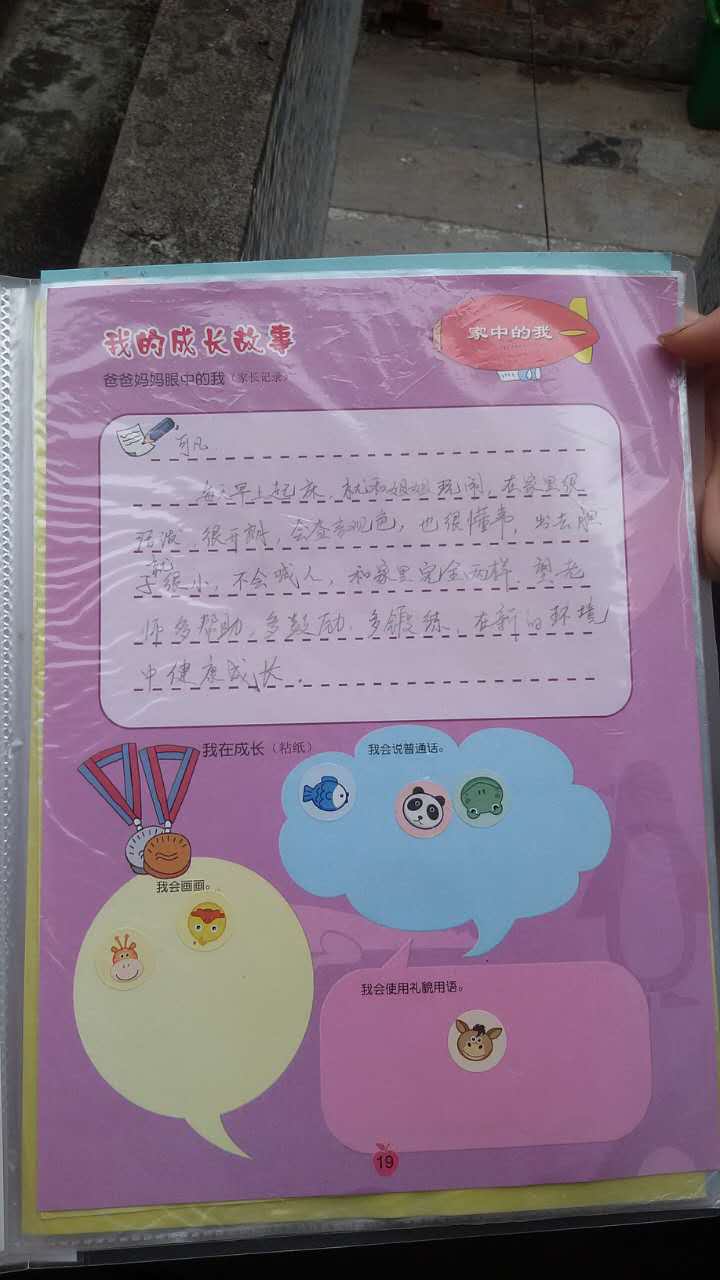 我的成长故事
家中的我
爸爸妈妈眼中的我（家长记录）
可凡
每天早上起床，就和姐姐玩闹，在家里很
活泼，很开朗，会查言观色，也很懂事，出去胆
子就很小，不会喊人，和家里完全两样，望老
师多帮助，多鼓励，多锻练，在新的环境
中健康成长。
我在成长（粘纸）
我会说普通话。
我会画画。
我会使用礼貌用语。
19